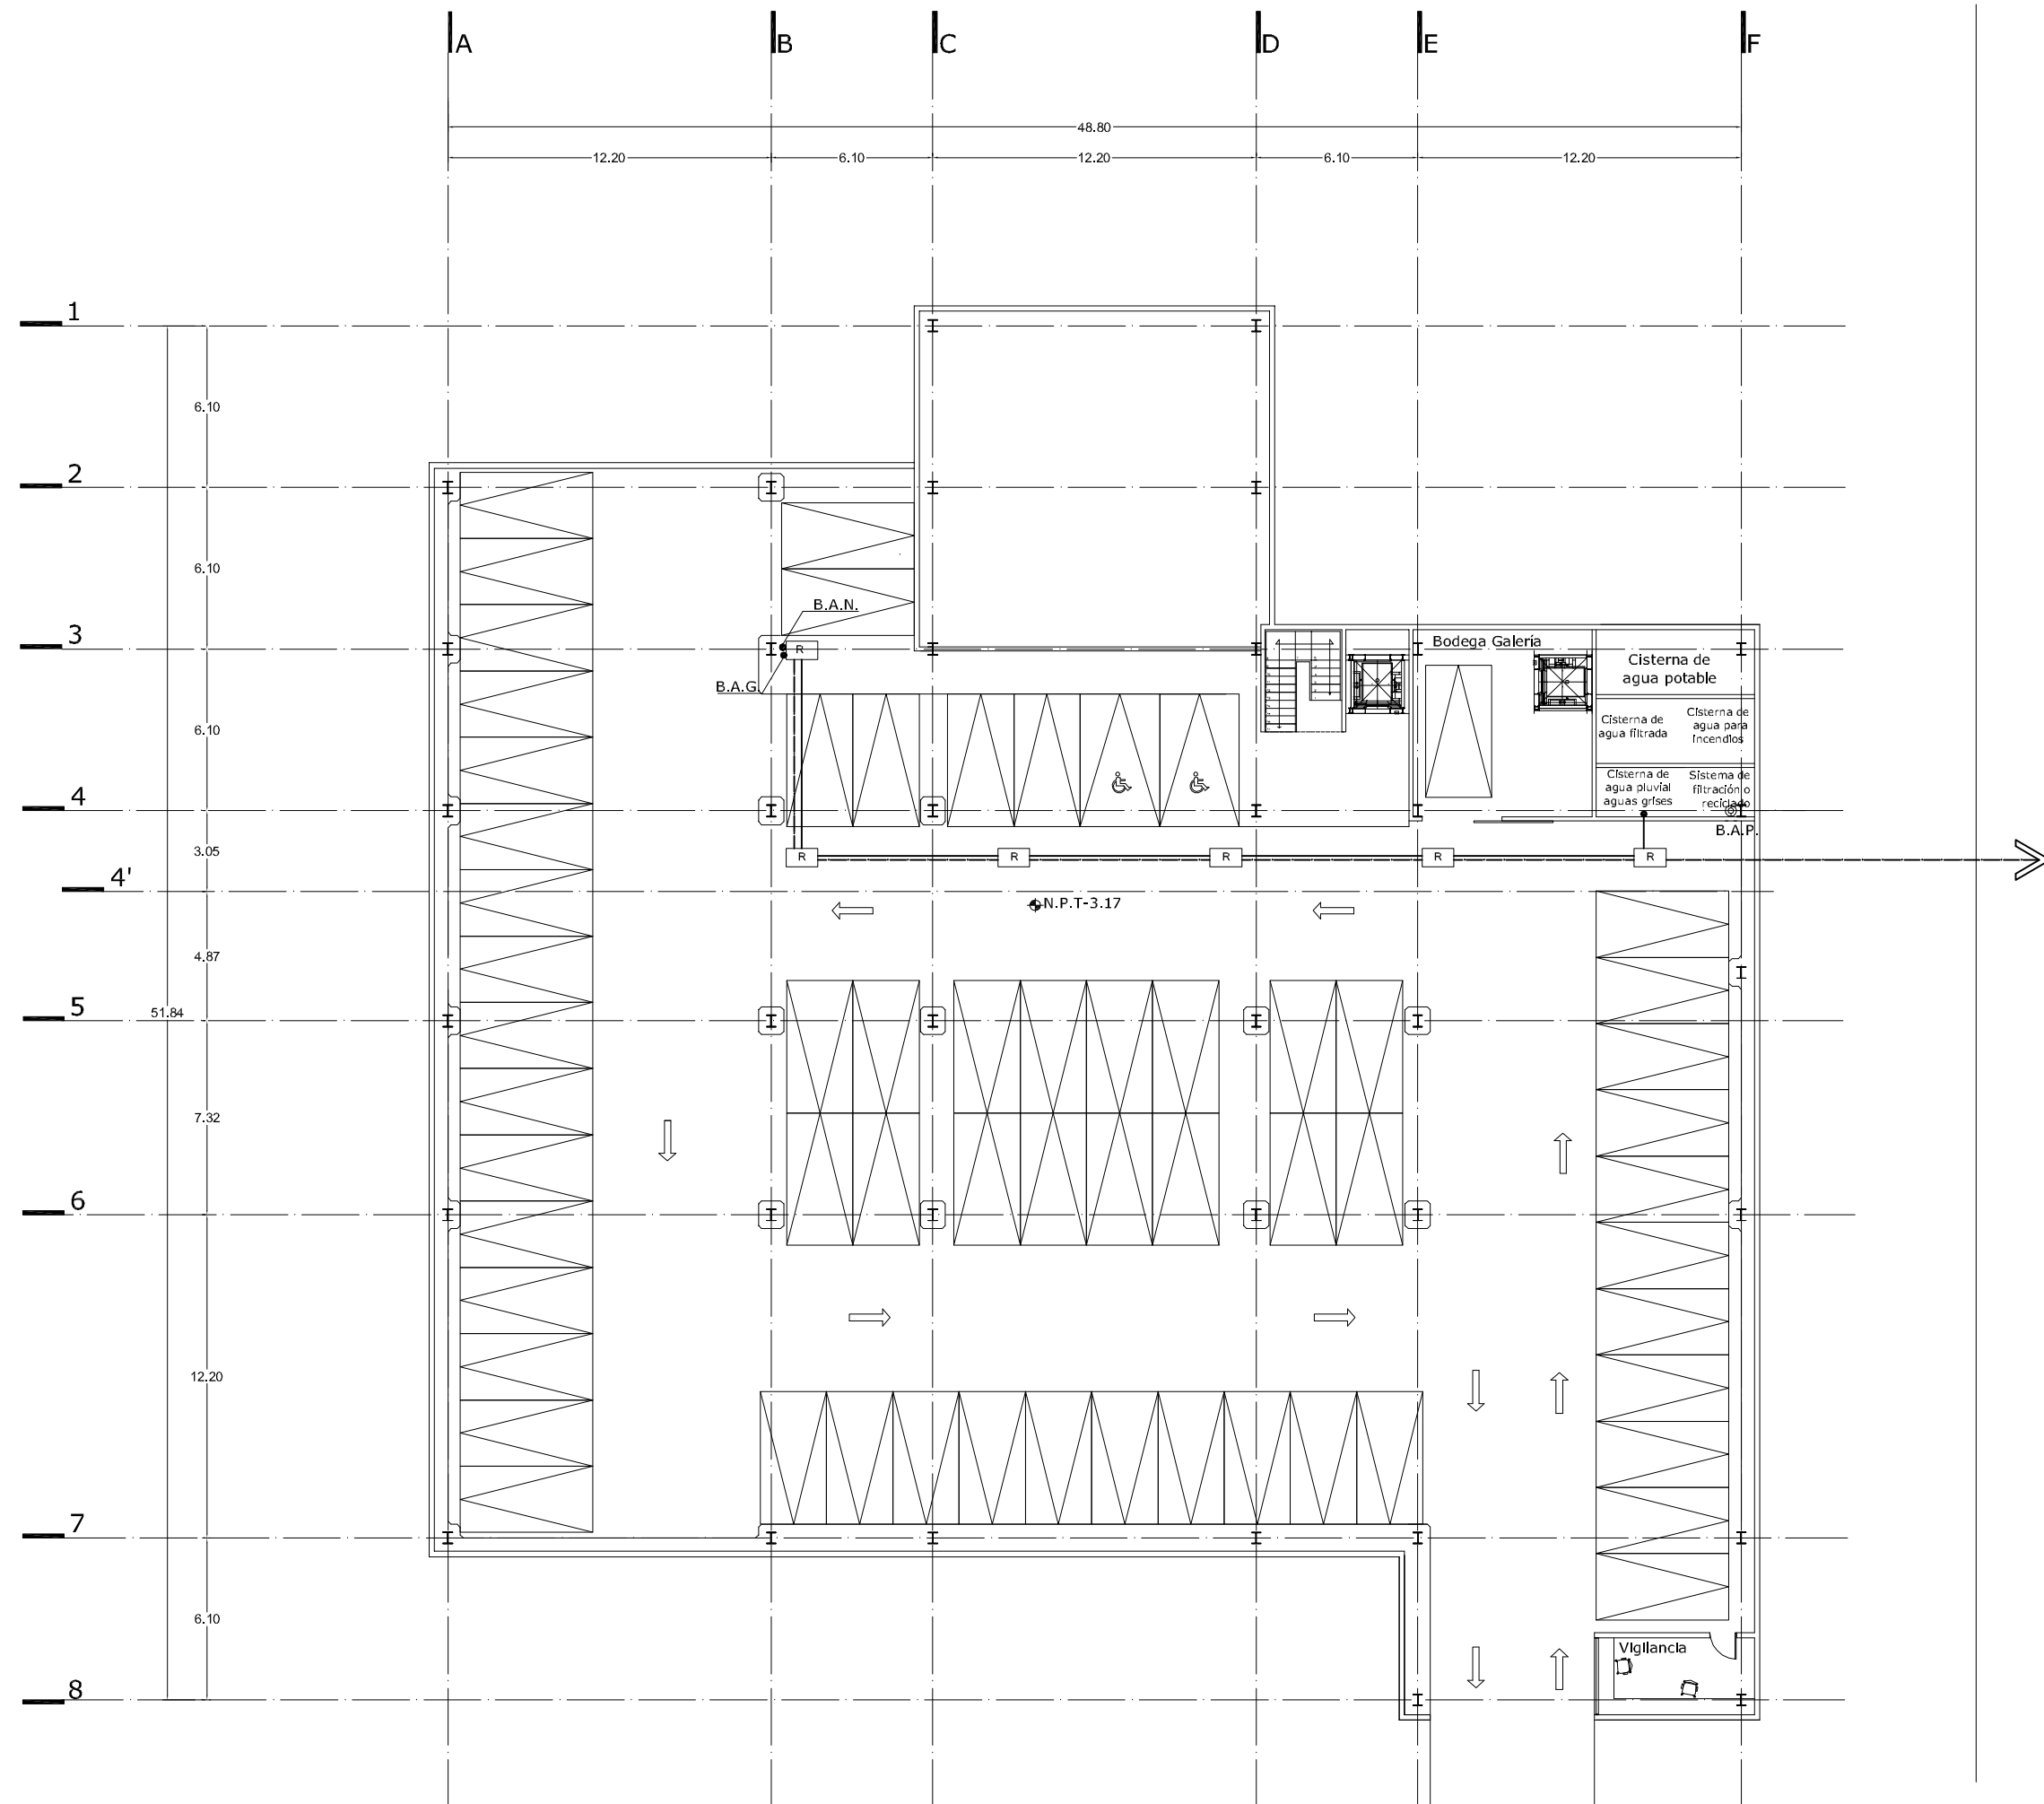 A
B
C
D
E
F
48.80
12.20
6.10
12.20
6.10
12.20
1
6.10
2
6.10
B.A.N.
3
R
Bodega Galería
Cisterna de
agua potable
B.A.G.
6.10
Cisterna de
agua filtrada
Cisterna de
agua para
incendios
Cisterna de
agua pluvial
aguas grises
Sistema de
filtración o
reciclado
4
B.A.P.
3.05
R
R
R
R
R
4'
N.P.T-3.17
4.87
5
51.84
7.32
6
12.20
7
6.10
Vigilancia
8